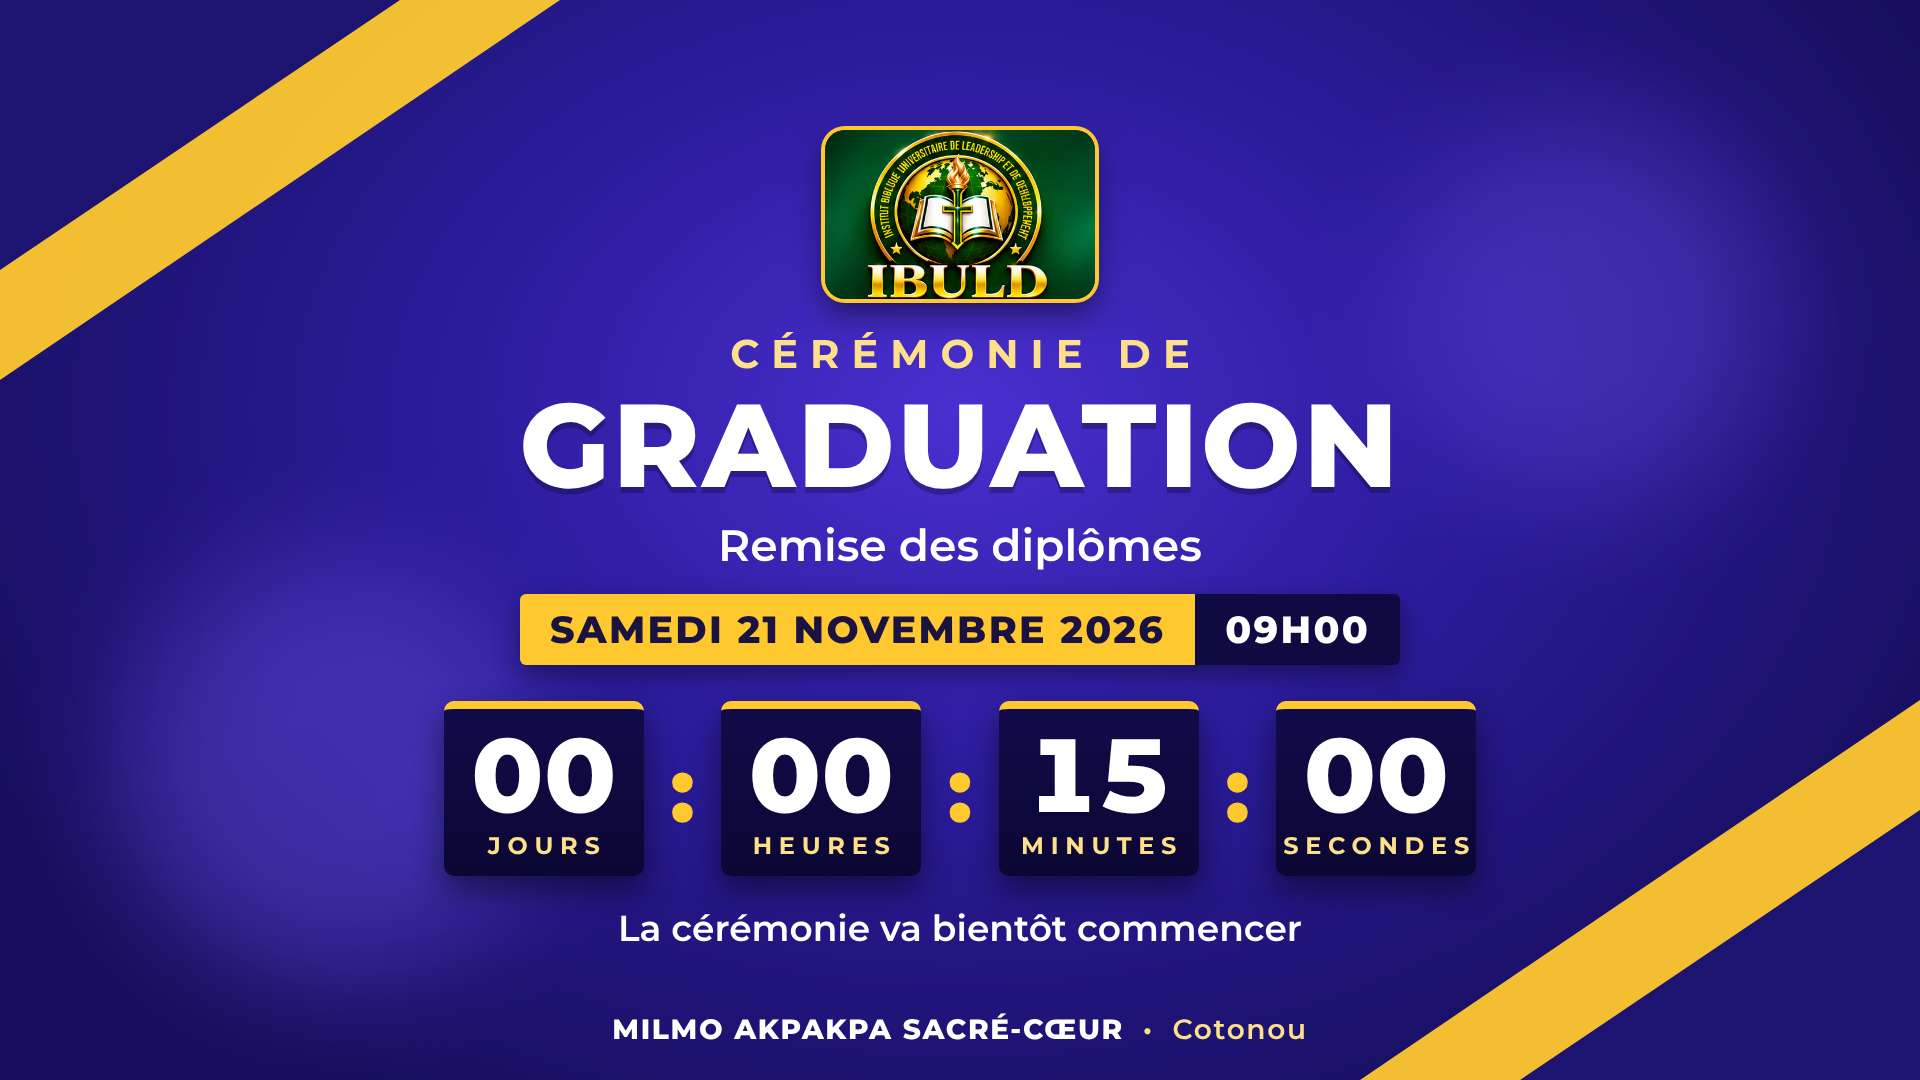 INSTITUT BIBLIQUE UNIVERSITAIRE DE LEADERSHIP ET DE DEVELOPPEMENT
IBULD
CÉRÉMONIE DE
GRADUATION
Remise des diplômes
SAMEDI 21 NOVEMBRE 2026 09H00
00 : 00 : 15 : 00
JOURS HEURES MINUTES SECONDES
La cérémonie va bientôt commencer
MILMO AKPAKPA SACRÉ-CŒUR • Cotonou